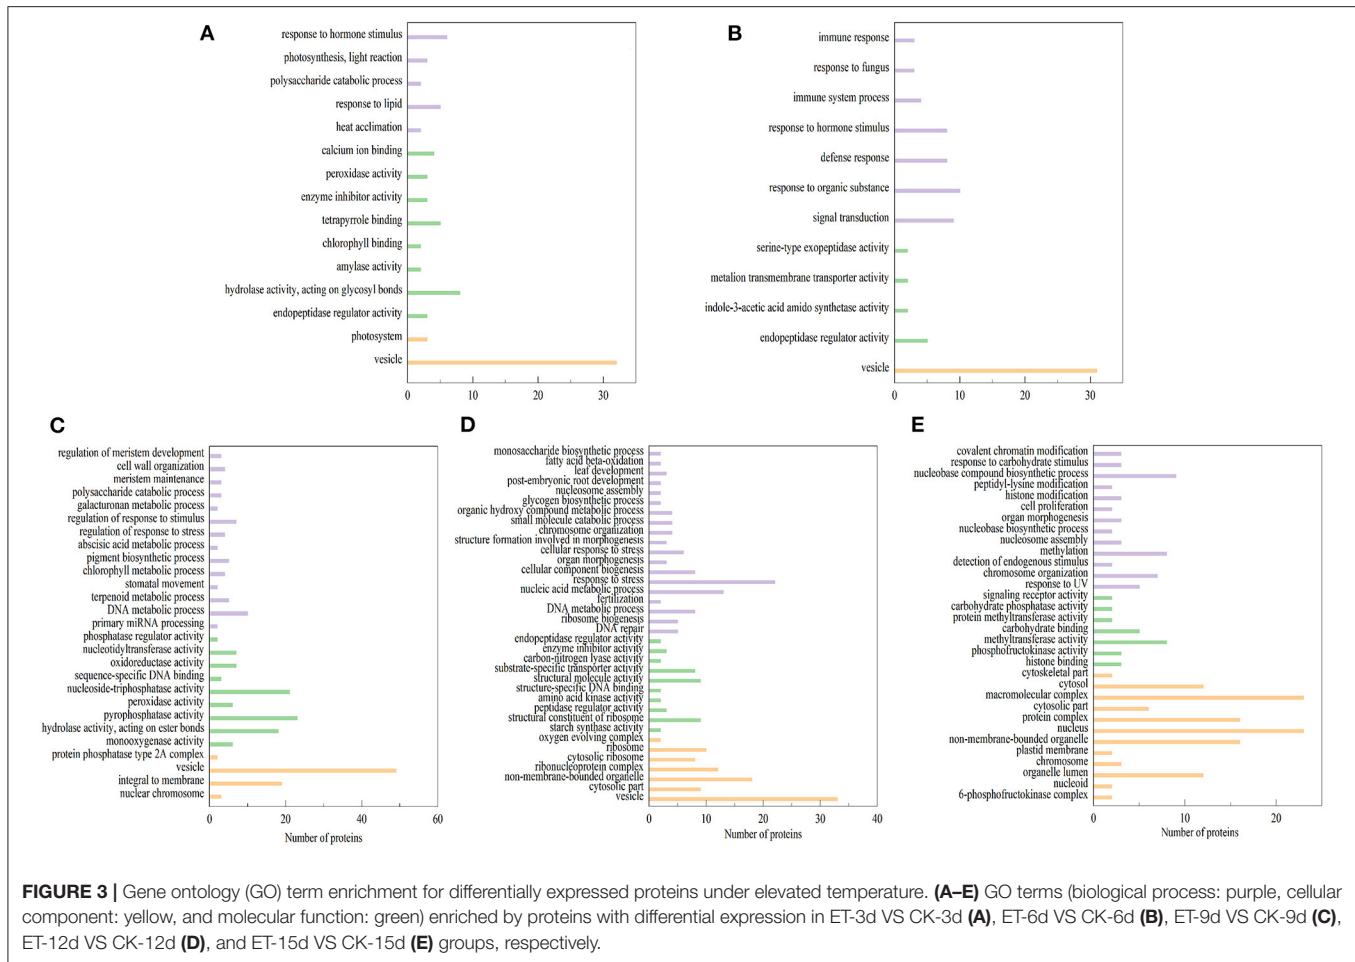 A
response to hormone stimulus
photosynthesis, light reaction
polysaccharide catabolic process
response to lipid
heat acclimation
calcium ion binding
peroxidase activity
enzyme inhibitor activity
tetrapyrrole binding
chlorophyll binding
amylase activity
hydrolase activity, acting on glycosyl bonds
endopeptidase regulator activity
photosystem
vesicle
0 10 20 30
B
immune response
response to fungus
immune system process
response to hormone stimulus
defense response
response to organic substance
signal transduction
serine-type exopeptidase activity
metalion transmembrane transporter activity
indole-3-acetic acid amido synthetase activity
endopeptidase regulator activity
vesicle
0 10 20 30
C
regulation of meristem development
cell wall organization
meristem maintenance
polysaccharide catabolic process
galacturonan metabolic process
regulation of response to stimulus
regulation of response to stress
abscisic acid metabolic process
pigment biosynthetic process
chlorophyll metabolic process
stomatal movement
terpenoid metabolic process
DNA metabolic process
primary miRNA processing
phosphatase regulator activity
nucleotidyltransferase activity
oxidoreductase activity
sequence-specific DNA binding
nucleoside-triphosphatase activity
peroxidase activity
pyrophosphatase activity
hydrolase activity, acting on ester bonds
monooxygenase activity
protein phosphatase type 2A complex
vesicle
integral to membrane
nuclear chromosome
0 20 40 60
Number of proteins
D
monosaccharide biosynthetic process
fatty acid beta-oxidation
leaf development
post-embryonic root development
nucleosome assembly
glycogen biosynthetic process
organic hydroxy compound metabolic process
small molecule catabolic process
chromosome organization
structure formation involved in morphogenesis
cellular response to stress
organ morphogenesis
cellular component biogenesis
response to stress
nucleic acid metabolic process
fertilization
DNA metabolic process
ribosome biogenesis
DNA repair
endopeptidase regulator activity
enzyme inhibitor activity
carbon-nitrogen lyase activity
substrate-specific transporter activity
structural molecule activity
structure-specific DNA binding
amino acid kinase activity
peptidase regulator activity
structural constituent of ribosome
starch synthase activity
oxygen evolving complex
ribosome
cytosolic ribosome
ribonucleoprotein complex
non-membrane-bounded organelle
cytosolic part
vesicle
0 10 20 30 40
Number of proteins
E
covalent chromatin modification
response to carbohydrate stimulus
nucleobase compound biosynthetic process
peptidyl-lysine modification
histone modification
cell proliferation
organ morphogenesis
nucleobase biosynthetic process
nucleosome assembly
methylation
detection of endogenous stimulus
chromosome organization
response to UV
signaling receptor activity
carbohydrate phosphatase activity
protein methyltransferase activity
carbohydrate binding
methyltransferase activity
phosphofructokinase activity
histone binding
cytoskeletal part
cytosol
macromolecular complex
cytosolic part
protein complex
nucleus
non-membrane-bound organelle
plastid membrane
chromosome
organelle lumen
nucleoid
6-phosphofructokinase complex
0 10 20
Number of proteins
FIGURE 3 | Gene ontology (GO) term enrichment for differentially expressed proteins under elevated temperature. (A–E) GO terms (biological process: purple, cellular
component: yellow, and molecular function: green) enriched by proteins with differential expression in ET-3d VS CK-3d (A), ET-6d VS CK-6d (B), ET-9d VS CK-9d (C),
ET-12d VS CK-12d (D), and ET-15d VS CK-15d (E) groups, respectively.